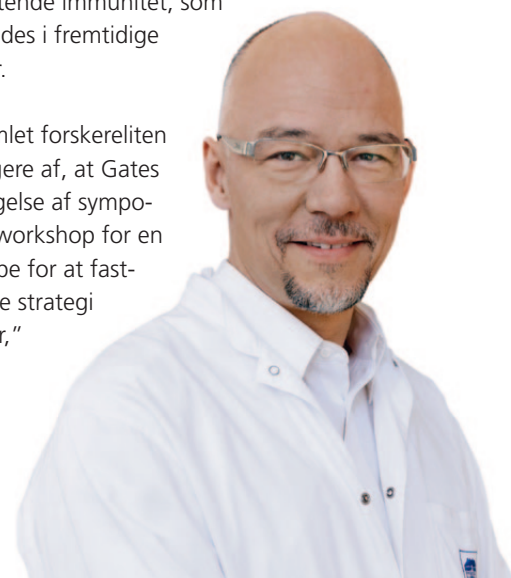 tende immunitet, som
des i fremtidige
r.
mlet forskereliten
gere af, at Gates
gelse af sympo-
workshop for en
pe for at fast-
e strategi
r,”